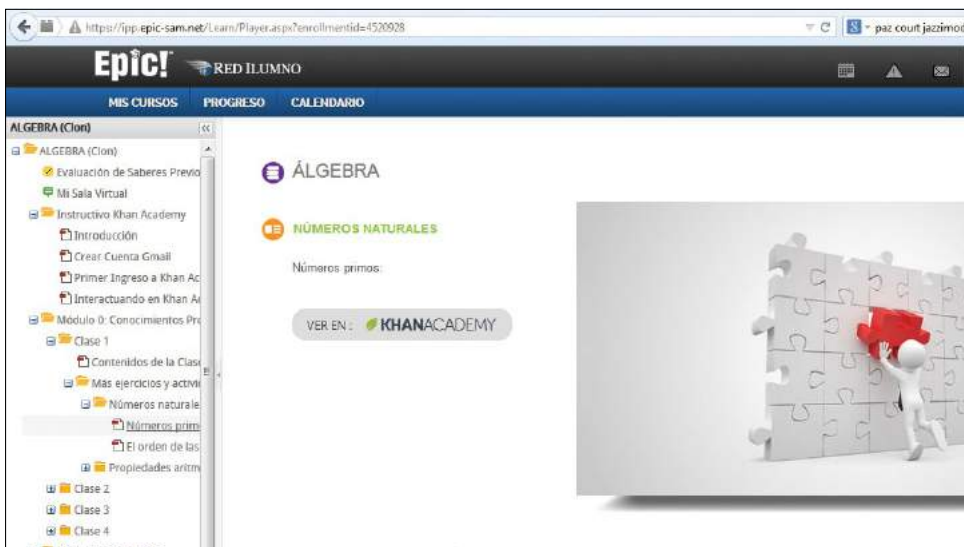 https://ipp.epic-sam.net/Learn/Player.aspx?enrollmentid=4520928
paz court jazzimod
Epic! RED ILUMNO
MIS CURSOS PROGRESO CALENDARIO
ALGEBRA (Clon)
ALGEBRA (Clon)
Evaluación de Saberes Previo
Mi Sala Virtual
Instructivo Khan Academy
Introducción
Crear Cuenta Gmail
Primer Ingreso a Khan Ac
Interactuando en Khan A
Módulo 0: Conocimientos Pre
Clase 1
Contenidos de la Clas
Más ejercicios y activi
Números naturale
Números prim
El orden de las
Propiedades aritm
Clase 2
Clase 3
Clase 4
ÁLGEBRA
NÚMEROS NATURALES
Números primos:
VER EN : KHANACADEMY